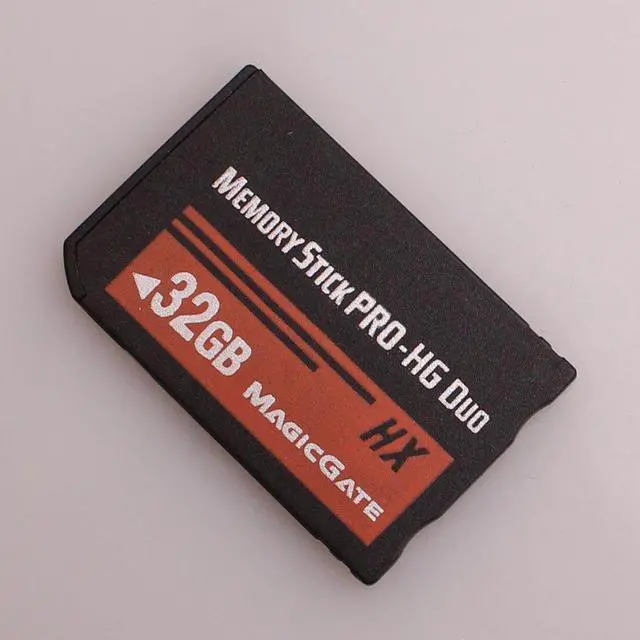 MEMORY STICK PRO-HG DUO
HX
32GB MAGICGATE